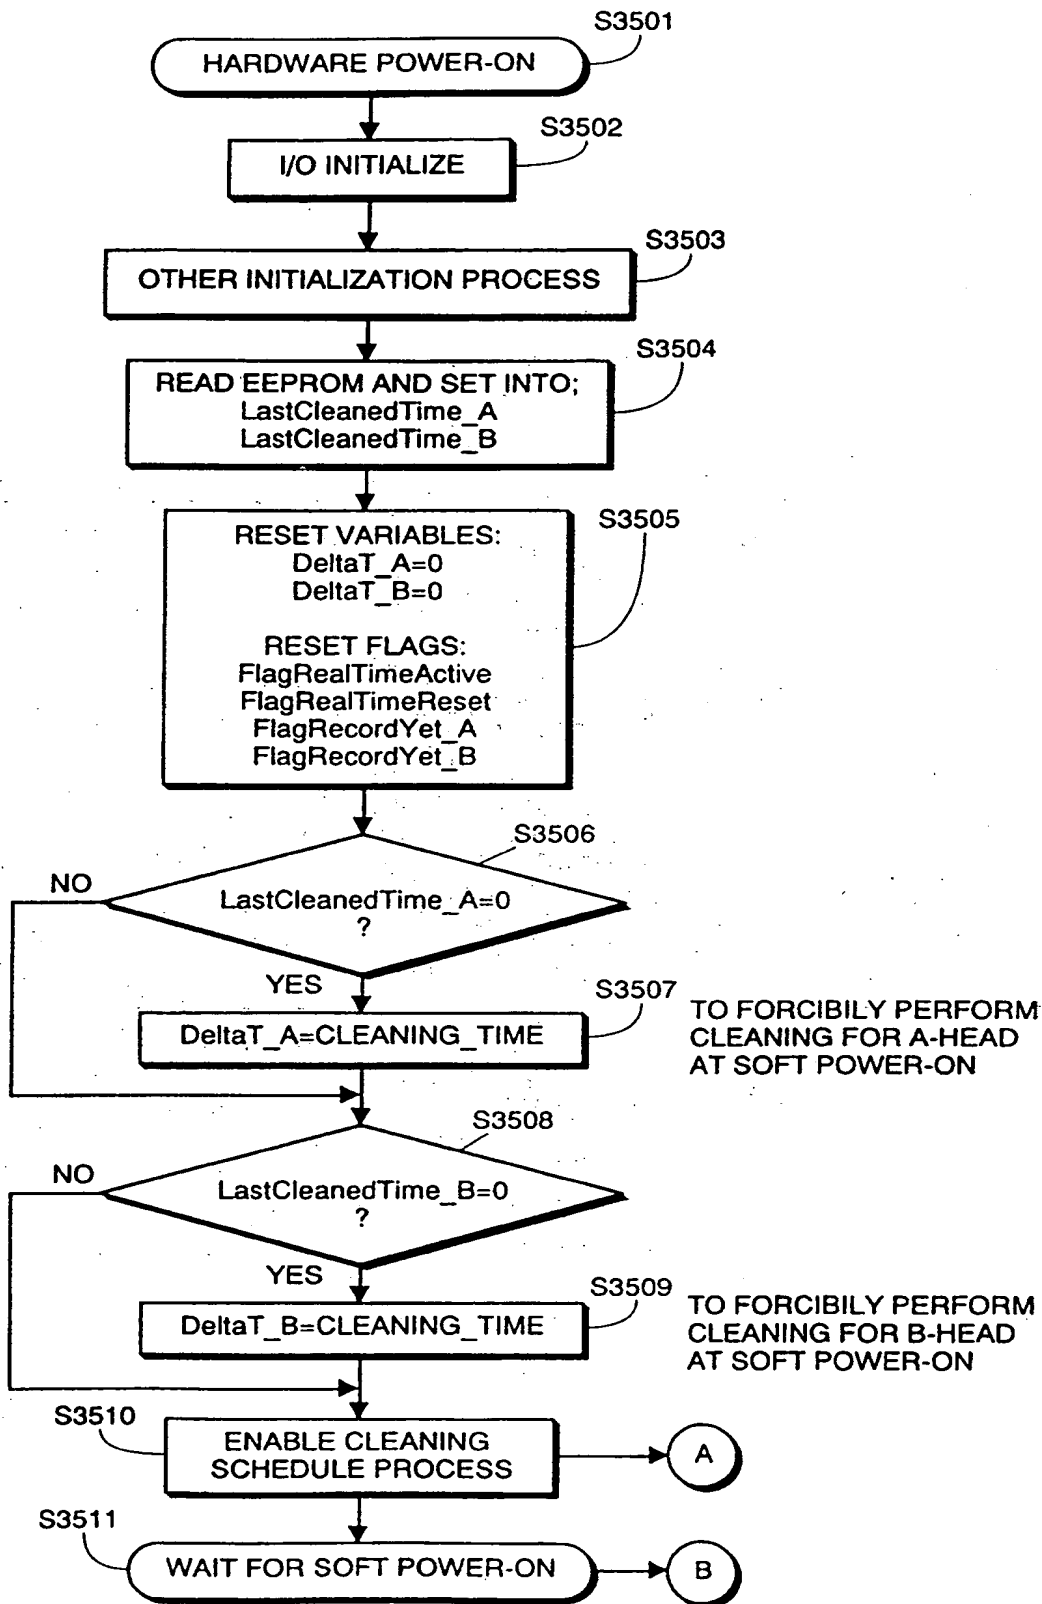 S3501
HARDWARE POWER-ON
S3502
I/O INITIALIZE
S3503
OTHER INITIALIZATION PROCESS
S3504
READ EEPROM AND SET INTO;
LastCleanedTime_A
LastCleanedTime_B
S3505
RESET VARIABLES:
DeltaT_A=0
DeltaT_B=0
RESET FLAGS:
FlagRealTimeActive
FlagRealTimeReset
FlagRecordYet_A
FlagRecordYet_B
S3506
NO
LastCleanedTime_A=0
?
YES
S3507
DeltaT_A=CLEANING_TIME
TO FORCIBILY PERFORM
CLEANING FOR A-HEAD
AT SOFT POWER-ON
S3508
NO
LastCleanedTime_B=0
?
YES
S3509
DeltaT_B=CLEANING_TIME
TO FORCIBILY PERFORM
CLEANING FOR B-HEAD
AT SOFT POWER-ON
S3510
ENABLE CLEANING
SCHEDULE PROCESS
A
S3511
WAIT FOR SOFT POWER-ON
B